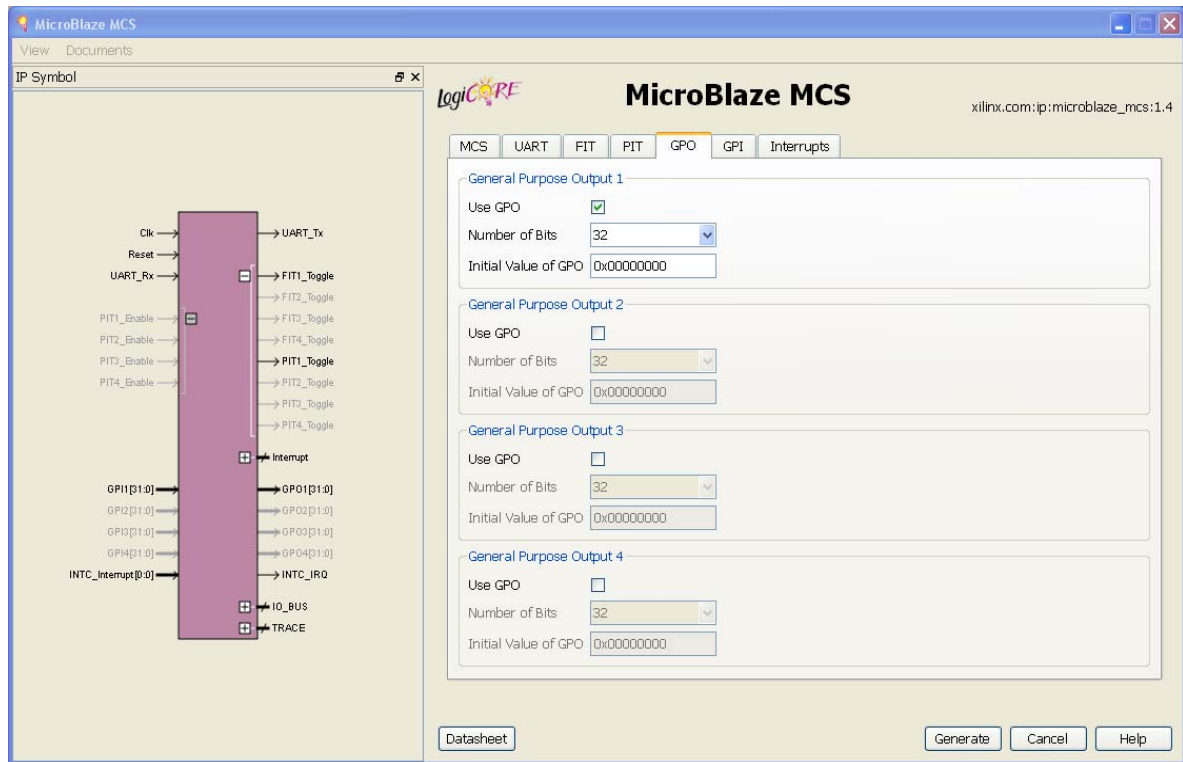 MicroBlaze MCS
View Documents
IP Symbol
Clk
Reset
UART_Rx
PIT1_Enable
PIT2_Enable
PIT3_Enable
PIT4_Enable
GPI1[31:0]
GPI2[31:0]
GPI3[31:0]
GPI4[31:0]
INTC_Interrupt[0:0]
UART_Tx
FIT1_Toggle
FIT2_Toggle
FIT3_Toggle
FIT4_Toggle
PIT1_Toggle
PIT2_Toggle
PIT3_Toggle
PIT4_Toggle
Interrupt
GPO1[31:0]
GPO2[31:0]
GPO3[31:0]
GPO4[31:0]
INTC_IRQ
IO_BUS
TRACE
LogiCORE
MicroBlaze MCS
xilinx.com:ip:microblaze_mcs:1.4
MCS UART FIT PIT GPO GPI Interrupts
General Purpose Output 1
Use GPO
Number of Bits 32
Initial Value of GPO 0x00000000
General Purpose Output 2
Use GPO
Number of Bits 32
Initial Value of GPO 0x00000000
General Purpose Output 3
Use GPO
Number of Bits 32
Initial Value of GPO 0x00000000
General Purpose Output 4
Use GPO
Number of Bits 32
Initial Value of GPO 0x00000000
Datasheet Generate Cancel Help